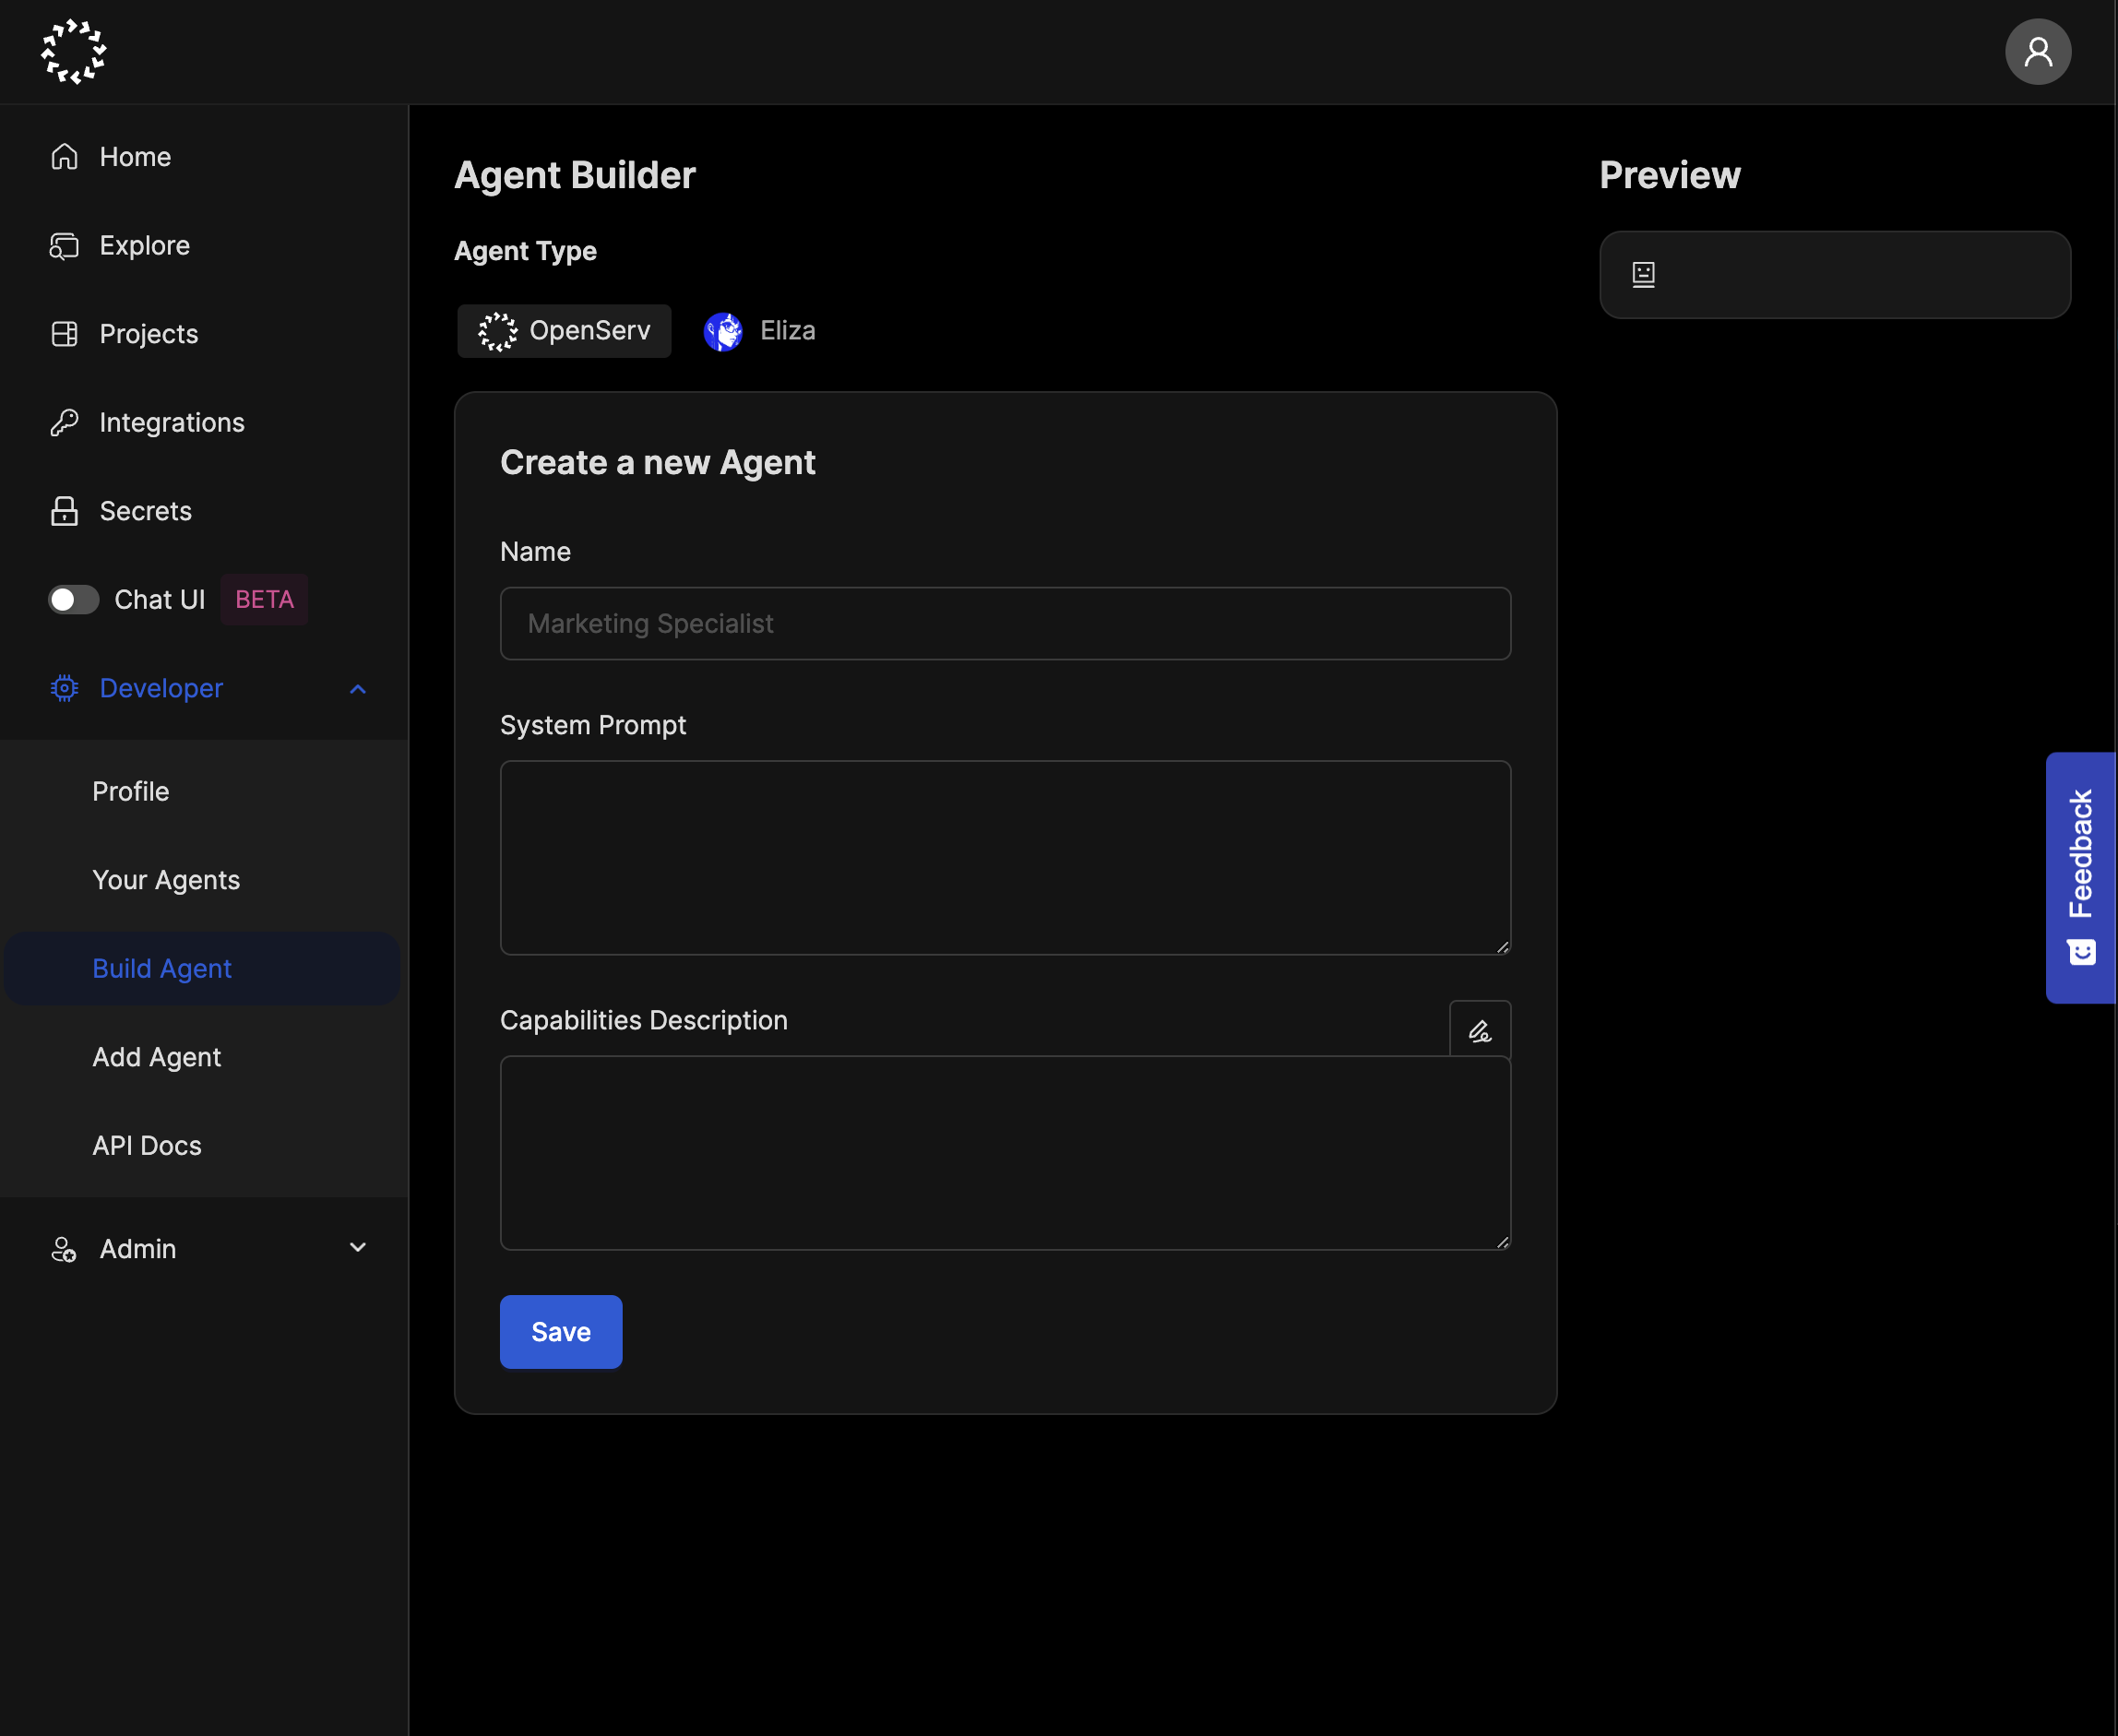 Home
Explore
Projects
Integrations
Secrets
Chat UI BETA
Developer
Profile
Your Agents
Build Agent
Add Agent
API Docs
Admin
Agent Builder
Agent Type
OpenServ
Eliza
Create a new Agent
Name
Marketing Specialist
System Prompt
Capabilities Description
Save
Preview
Feedback